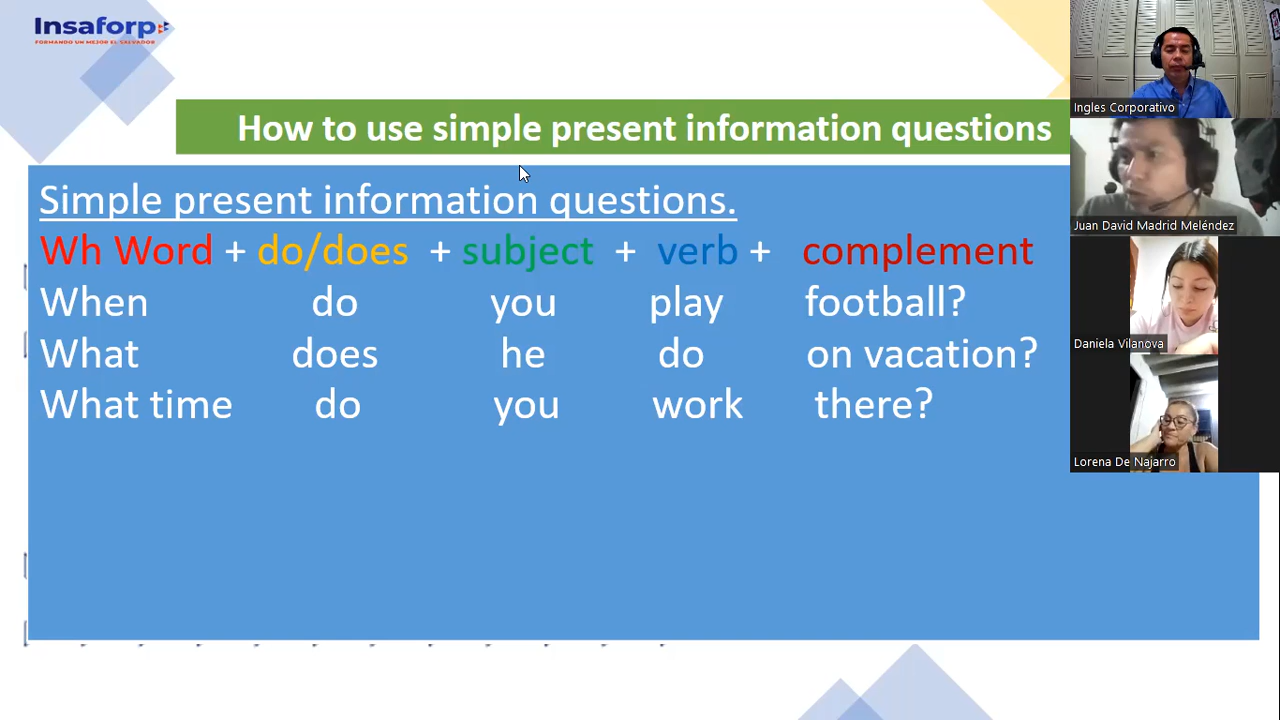 Insaforp
FORMANDO UN MEJOR EL SALVADOR
How to use simple present information questions
Simple present information questions.
Wh Word + do/does + subject + verb + complement
When do you play football?
What does he do on vacation?
What time do you work there?
Ingles Corporativo
Juan David Madrid Meléndez
Daniela Vilanova
Lorena De Najarro